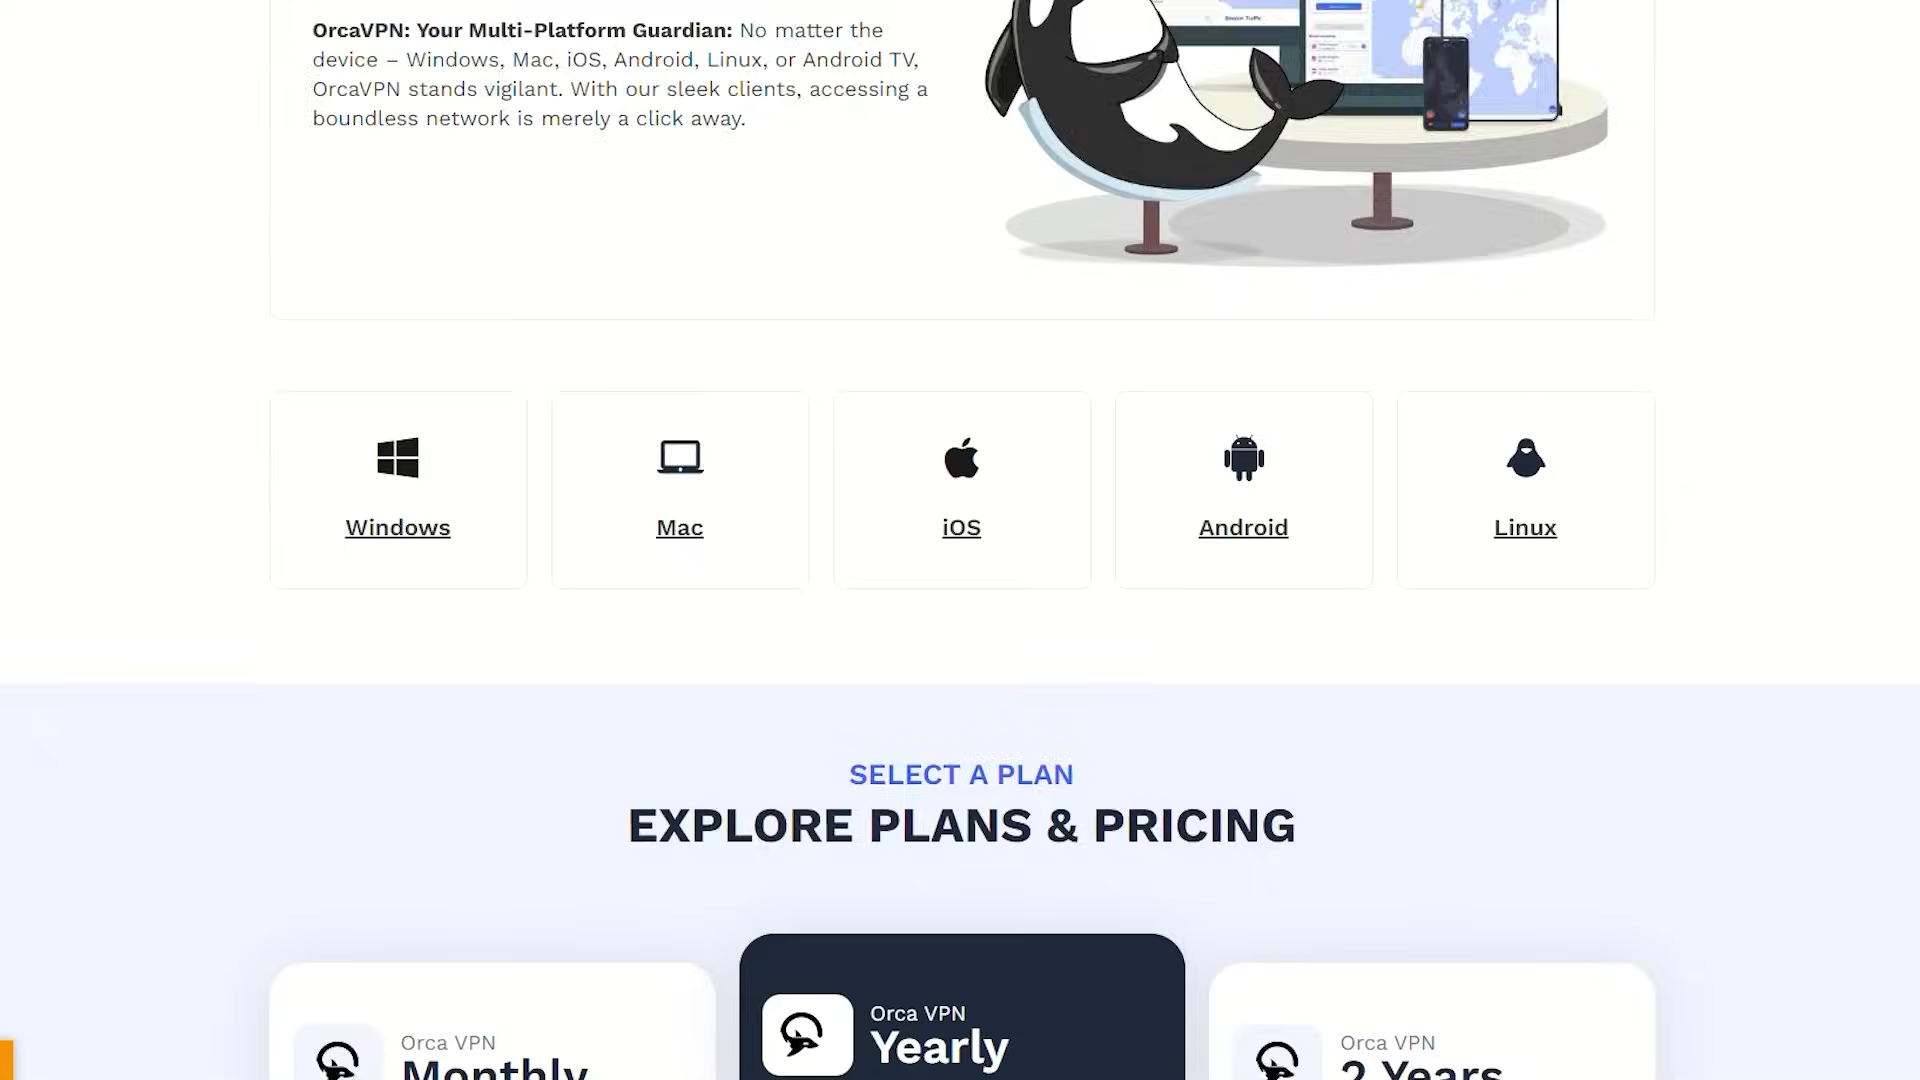 OrcaVPN: Your Multi-Platform Guardian: No matter the
device – Windows, Mac, iOS, Android, Linux, or Android TV,
OrcaVPN stands vigilant. With our sleek clients, accessing a
boundless network is merely a click away.
Windows
Mac
iOS
Android
Linux
SELECT A PLAN
EXPLORE PLANS & PRICING
Orca VPN
Monthly
Orca VPN
Yearly
Orca VPN
2 Years